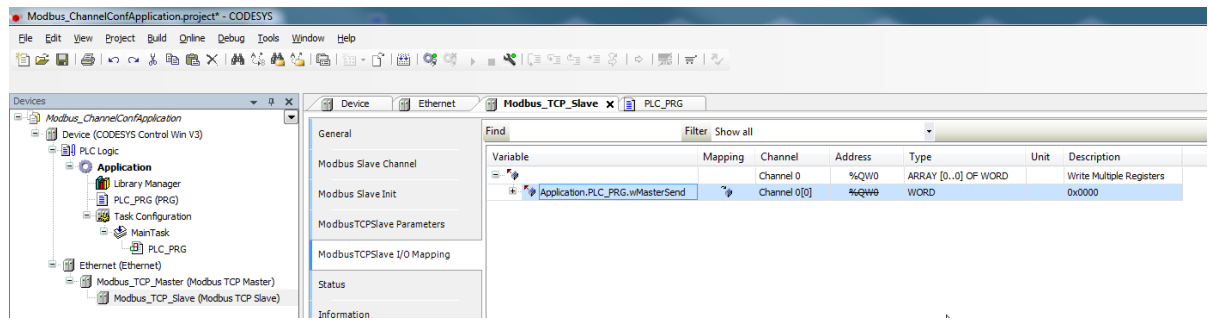 Modbus_ChannelConfApplication.project* - CODESYS
File Edit View Project Build Online Debug Tools Window Help
Devices
Modbus_ChannelConfApplication
Device (CODESYS Control Win V3)
PLC Logic
Application
Library Manager
PLC_PRG (PRG)
Task Configuration
MainTask
PLC_PRG
Ethernet (Ethernet)
Modbus_TCP_Master (Modbus TCP Master)
Modbus_TCP_Slave (Modbus TCP Slave)
Device Ethernet Modbus_TCP_Slave PLC_PRG
General
Modbus Slave Channel
Modbus Slave Init
ModbusTCPSlave Parameters
ModbusTCPSlave I/O Mapping
Status
Information
Find Filter Show all
Variable Mapping Channel Address Type Unit Description
Channel 0 %QW0 ARRAY [0..0] OF WORD Write Multiple Registers
Application.PLC_PRG.wMasterSend Channel 0[0] %QW0 WORD 0x0000